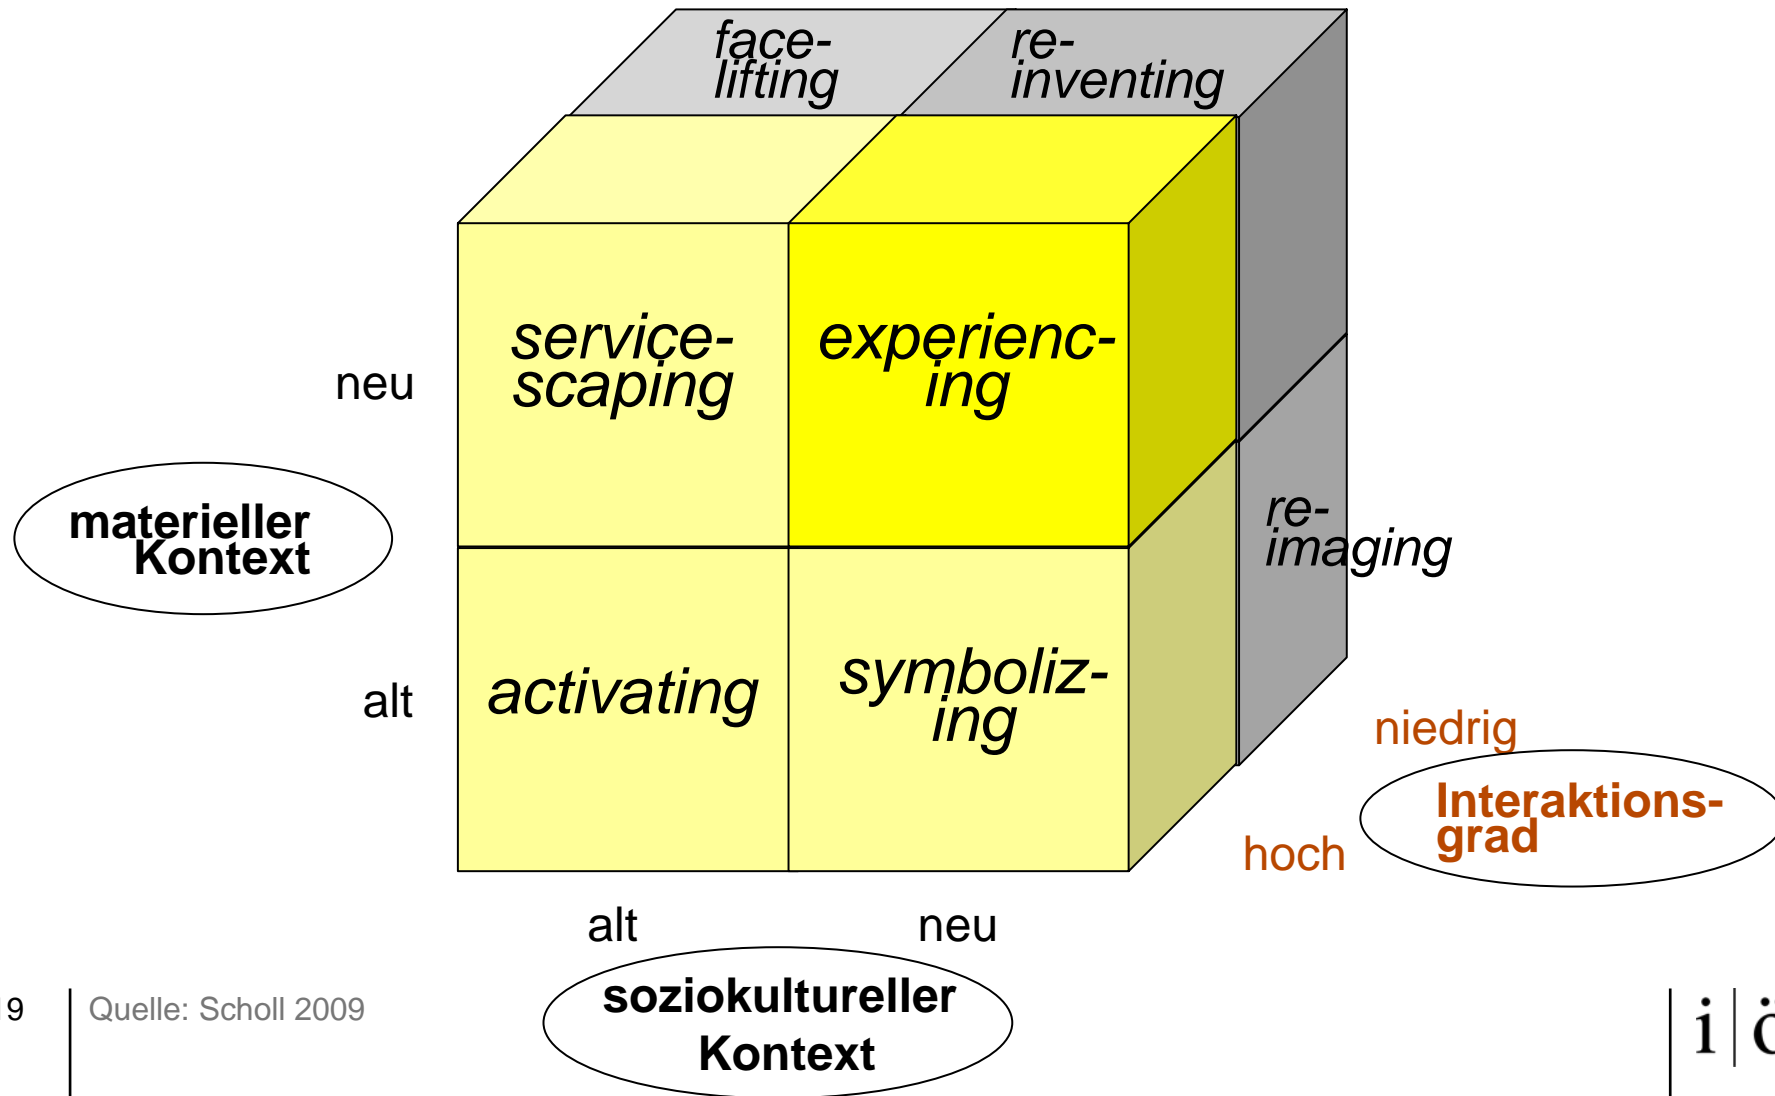 face-
lifting
re-
inventing
service-
scaping
experienc-
ing
neu
materieller
Kontext
re-
imaging
activating
symboliz-
ing
alt
niedrig
Interaktions-
grad
hoch
alt
neu
soziokultureller
Kontext
19
Quelle: Scholl 2009
i|ö